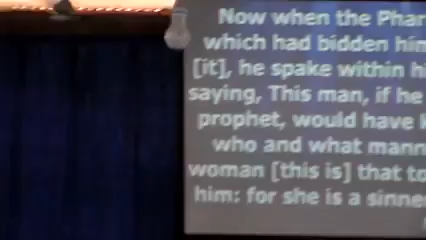 Now when the Phar
which had bidden him
[it], he spake within hi
saying, This man, if he
prophet, would have k
who and what mann
woman [this is] that to
him: for she is a sinne